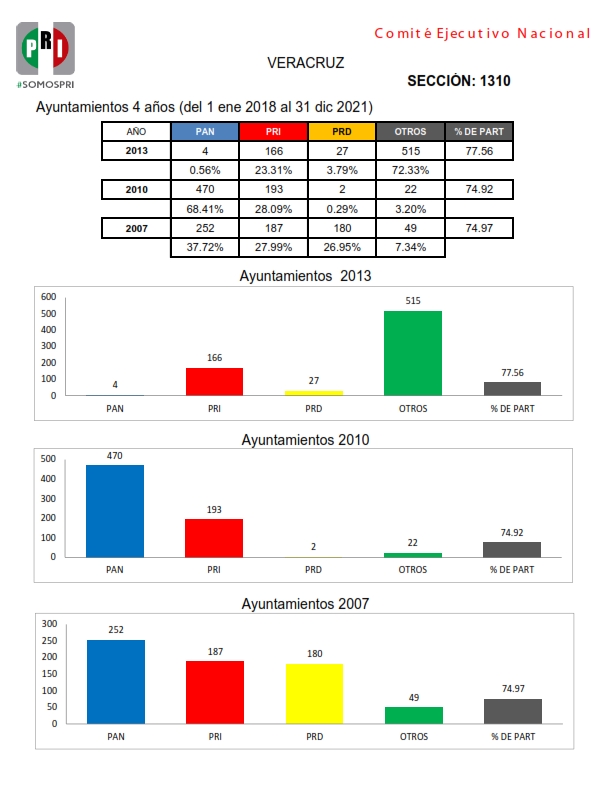 Comité Ejecutivo Nacional
PRI
#SOMOSPRI
VERACRUZ
SECCIÓN: 1310
Ayuntamientos 4 años (del 1 ene 2018 al 31 dic 2021)
AÑO PAN PRI PRD OTROS % DE PART
2013 4 166 27 515 77.56
0.56% 23.31% 3.79% 72.33%
2010 470 193 2 22 74.92
68.41% 28.09% 0.29% 3.20%
2007 252 187 180 49 74.97
37.72% 27.99% 26.95% 7.34%
Ayuntamientos 2013
600
500
400
300
200
100
0
4 166 27 515 77.56
PAN PRI PRD OTROS % DE PART
Ayuntamientos 2010
500
400
300
200
100
0
470 193 2 22 74.92
PAN PRI PRD OTROS % DE PART
Ayuntamientos 2007
300
250
200
150
100
50
0
252 187 180 49 74.97
PAN PRI PRD OTROS % DE PART